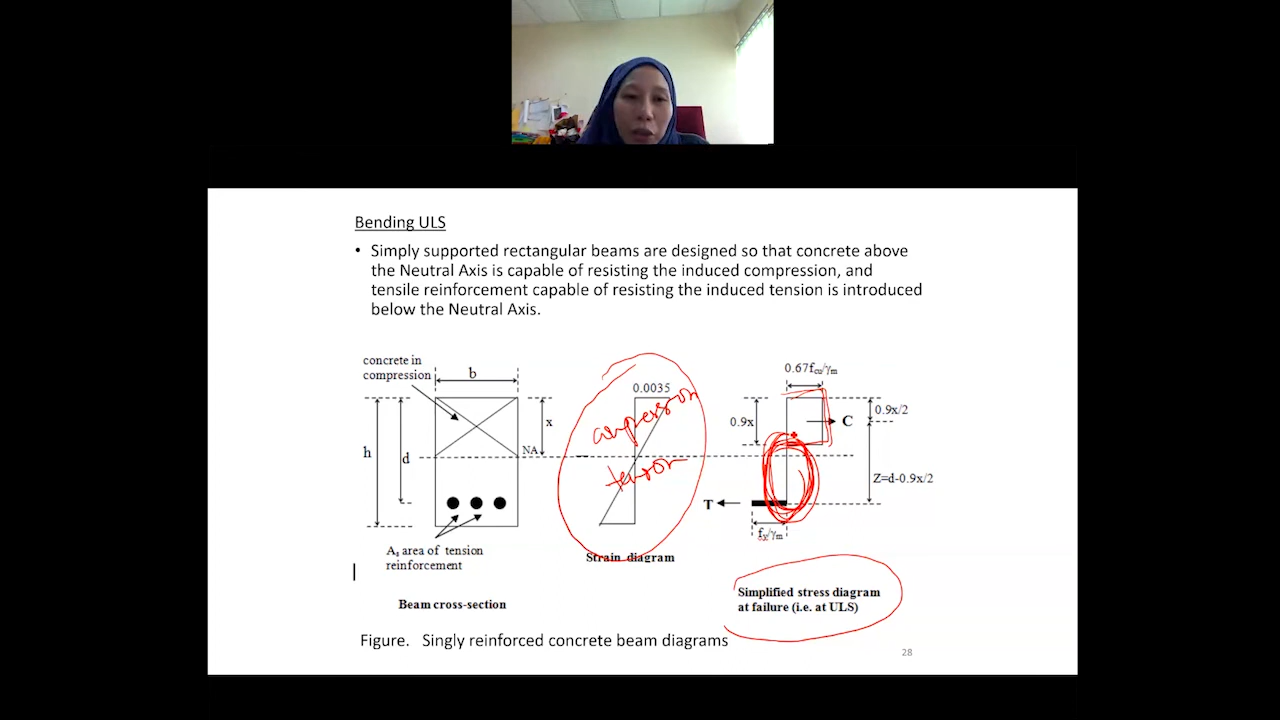 Bending ULS
• Simply supported rectangular beams are designed so that concrete above
the Neutral Axis is capable of resisting the induced compression, and
tensile reinforcement capable of resisting the induced tension is introduced
below the Neutral Axis.
concrete in
compression
b
h
d
x
NA
As area of tension
reinforcement
Beam cross-section
0.0035
compression
tension
Strain diagram
0.67fcu/γm
0.9x
C
0.9x/2
Z=d-0.9x/2
T
fy/γm
Simplified stress diagram
at failure (i.e. at ULS)
Figure. Singly reinforced concrete beam diagrams
28